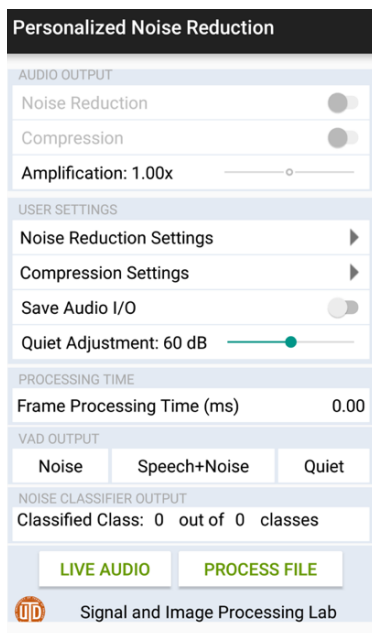 Personalized Noise Reduction
AUDIO OUTPUT
Noise Reduction
Compression
Amplification: 1.00x
USER SETTINGS
Noise Reduction Settings
Compression Settings
Save Audio I/O
Quiet Adjustment: 60 dB
PROCESSING TIME
Frame Processing Time (ms) 0.00
VAD OUTPUT
Noise Speech+Noise Quiet
NOISE CLASSIFIER OUTPUT
Classified Class: 0 out of 0 classes
LIVE AUDIO PROCESS FILE
UTD Signal and Image Processing Lab